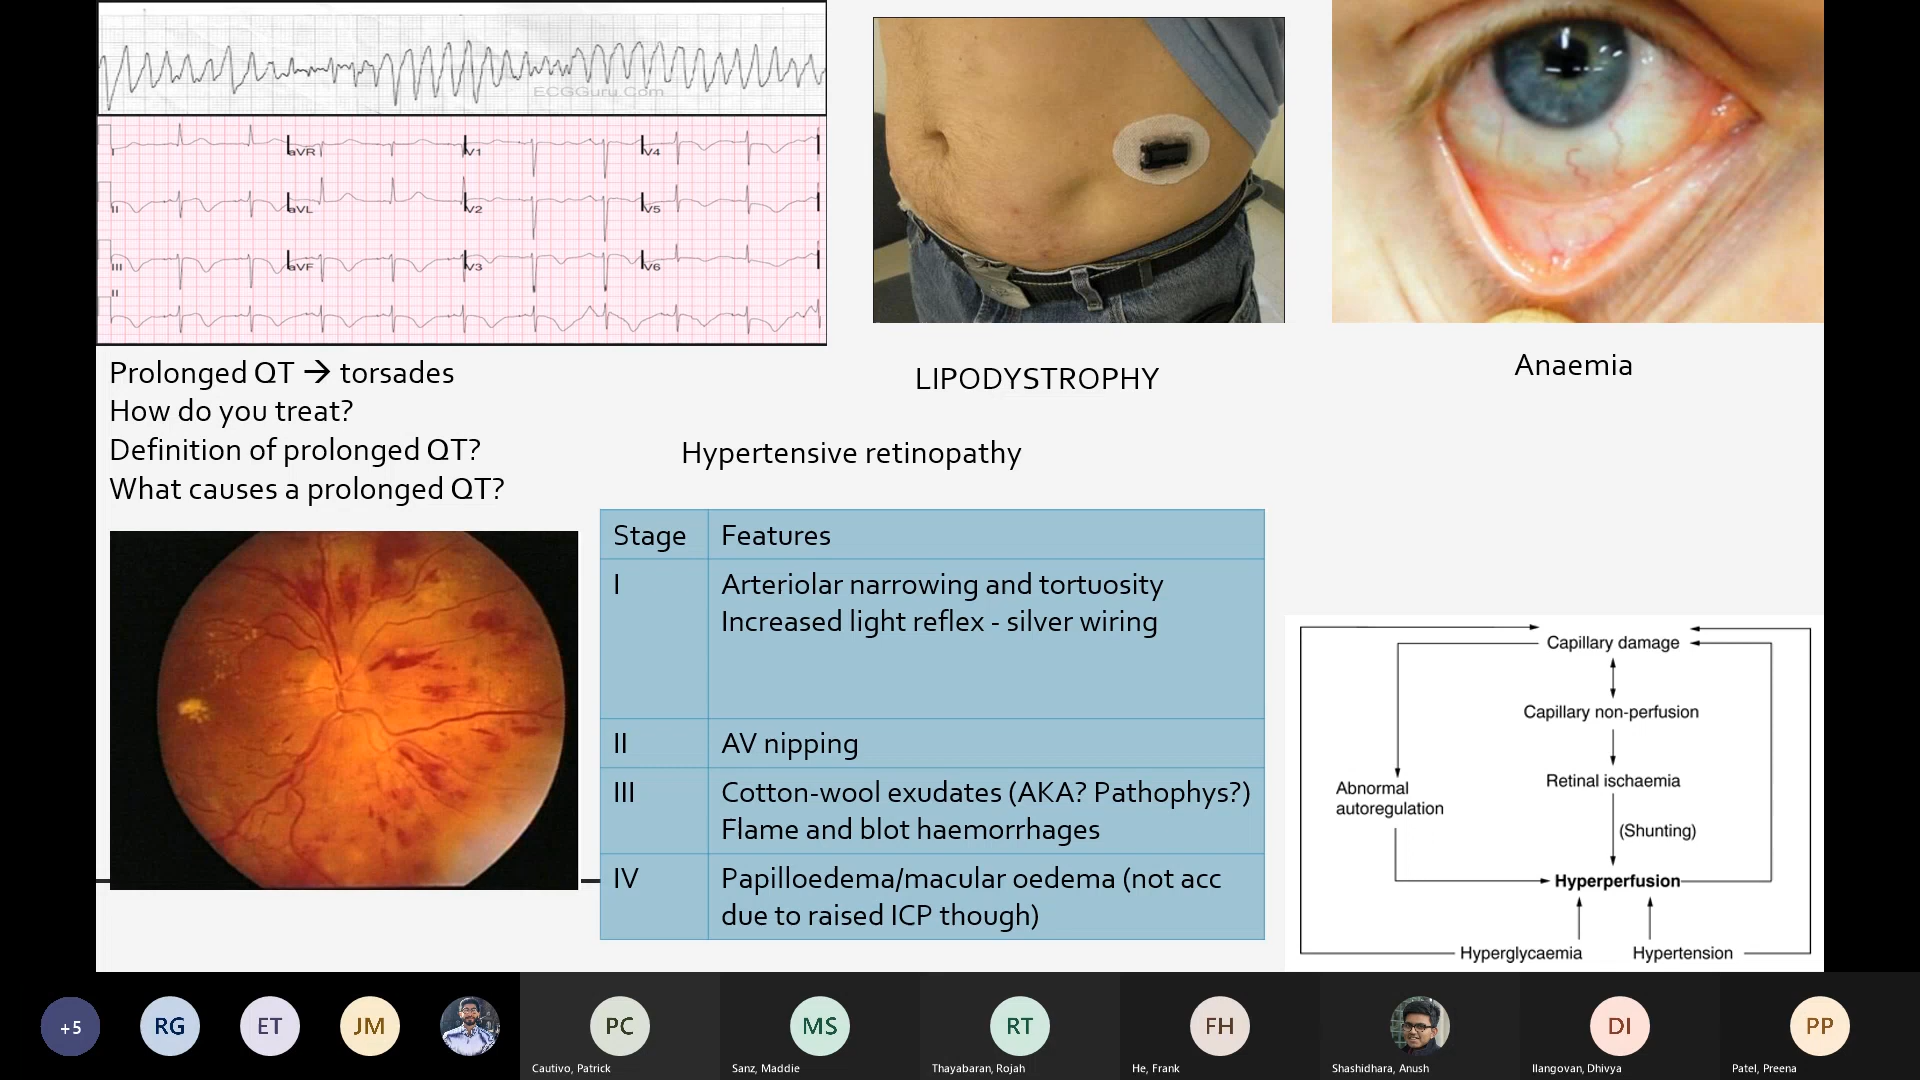 ECGGuru.Com
I
aVR
V1
V4
II
aVL
V2
V5
III
aVF
V3
V6
II
Prolonged QT → torsades
How do you treat?
Definition of prolonged QT?
What causes a prolonged QT?
LIPODYSTROPHY
Anaemia
Hypertensive retinopathy
Stage Features
I Arteriolar narrowing and tortuosity
Increased light reflex - silver wiring
II AV nipping
III Cotton-wool exudates (AKA? Pathophys?)
Flame and blot haemorrhages
IV Papilloedema/macular oedema (not acc
due to raised ICP though)
Capillary damage
Capillary non-perfusion
Retinal ischaemia
Abnormal
autoregulation
(Shunting)
Hyperperfusion
Hyperglycaemia Hypertension
+5
RG
ET
JM
PC
MS
RT
FH
DI
PP
Cautivo, Patrick
Sanz, Maddie
Thayabaran, Rojah
He, Frank
Shashidhara, Anush
Ilangovan, Dhivya
Patel, Preena